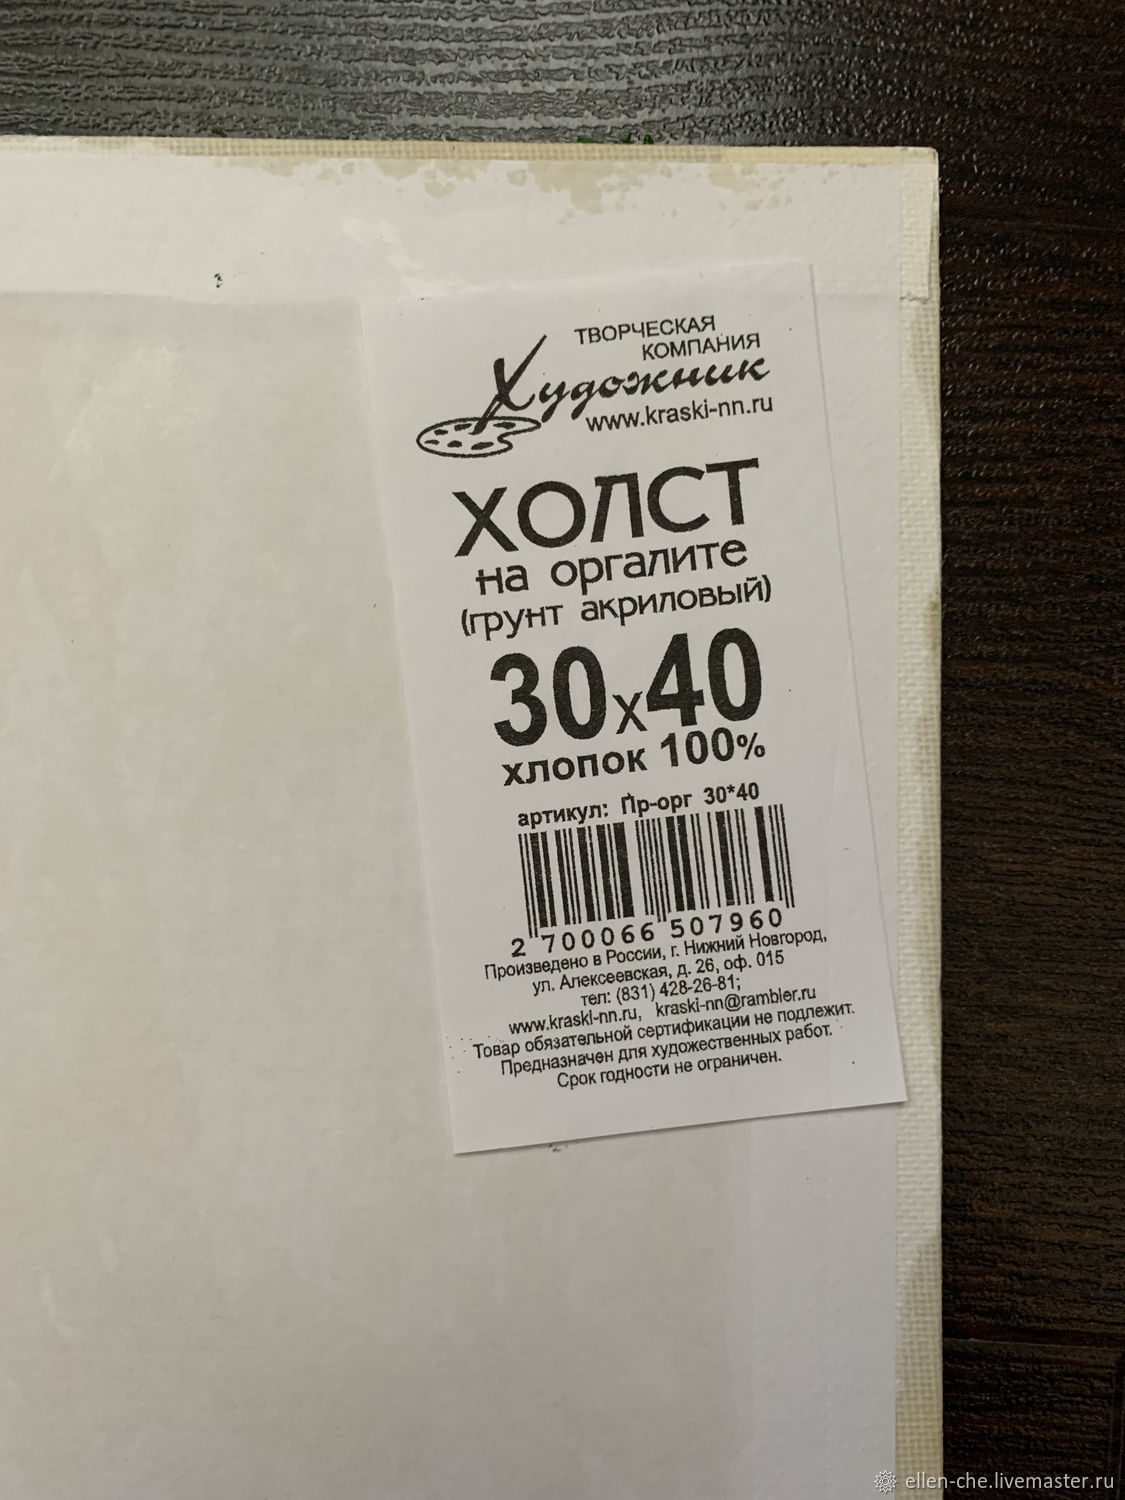 ТВОРЧЕСКАЯ
КОМПАНИЯ
Художник
www.kraski-nn.ru
ХОЛСТ
на оргалите
(грунт акриловый)
30х40
хлопок 100%
артикул: Пр-орг 30*40
2 700066 507960
Произведено в России, г. Нижний Новгород,
ул. Алексеевская, д. 26, оф. 015
тел: (831) 428-26-81;
www.kraski-nn.ru, kraski-nn@rambler.ru
Товар обязательной сертификации не подлежит.
Предназначен для художественных работ.
Срок годности не ограничен.
ellen-che.livemaster.ru